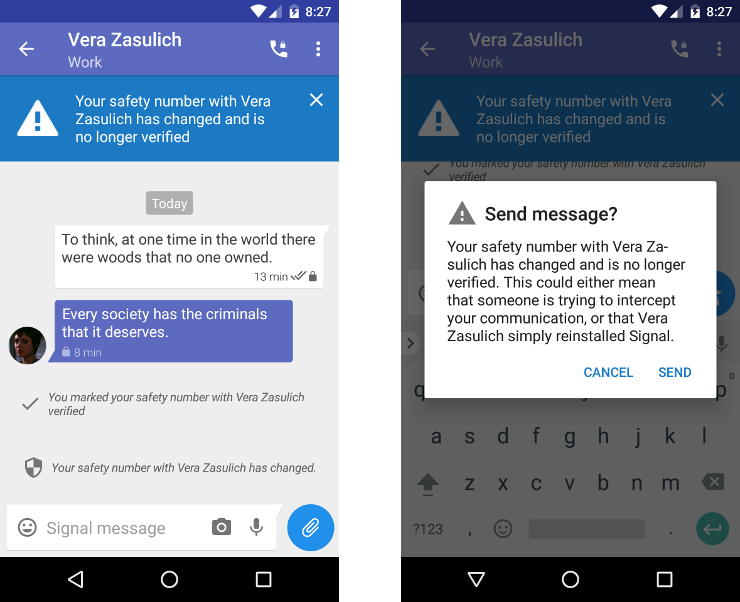 8:27
Vera Zasulich
Work
Your safety number with Vera
Zasulich has changed and is
no longer verified
Today
To think, at one time in the world there
were woods that no one owned.
13 min
Every society has the criminals
that it deserves.
8 min
You marked your safety number with Vera Zasulich
verified
Your safety number with Vera Zasulich has changed.
Signal message
8:27
Vera Zasulich
Work
Your safety number with Vera
Zasulich has changed and is
no longer verified
You marked your safety number with Vera Zasulich
verified
Send message?
Your safety number with Vera Za-
sulich has changed and is no longer
verified. This could either mean
that someone is trying to intercept
your communication, or that Vera
Zasulich simply reinstalled Signal.
CANCEL SEND
q p 0
a s d f g h j k l
z x c v b n m
?123 , .